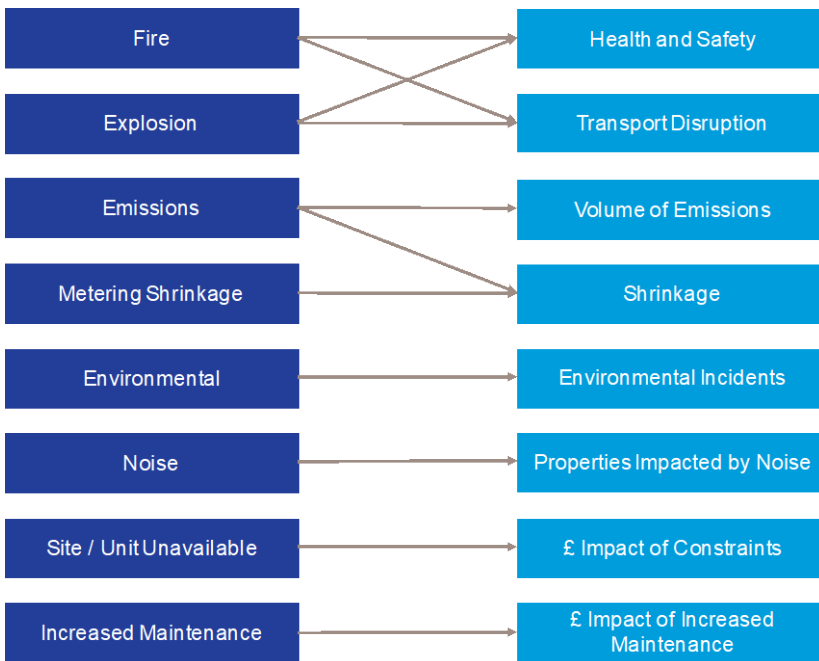 Fire
Health and Safety
Explosion
Transport Disruption
Emissions
Volume of Emissions
Metering Shrinkage
Shrinkage
Environmental
Environmental Incidents
Noise
Properties Impacted by Noise
Site / Unit Unavailable
£ Impact of Constraints
Increased Maintenance
£ Impact of Increased
Maintenance